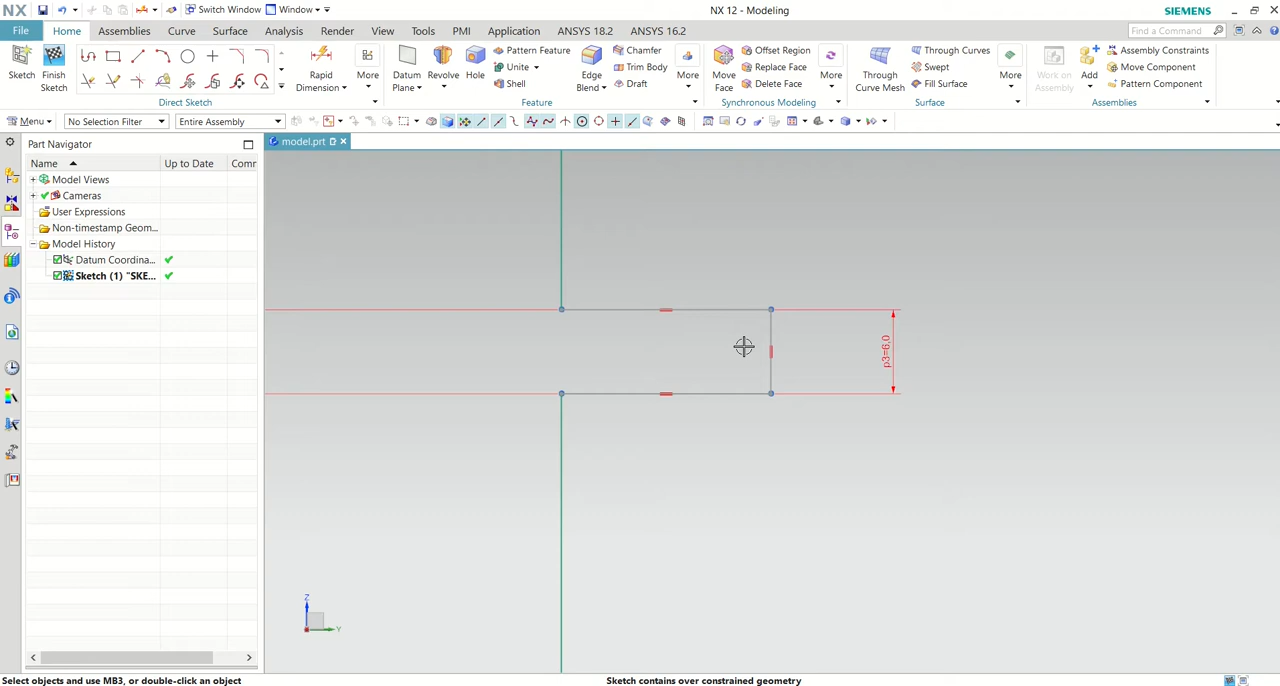 NX
Switch Window
Window
NX 12 - Modeling
SIEMENS
File
Home
Assemblies
Curve
Surface
Analysis
Render
View
Tools
PMI
Application
ANSYS 18.2
ANSYS 16.2
Find a Command
Sketch
Finish Sketch
Rapid Dimension
More
Direct Sketch
Datum Plane
Revolve
Hole
Pattern Feature
Unite
Shell
Edge Blend
Chamfer
Trim Body
Draft
More
Feature
Move Face
Offset Region
Replace Face
Delete Face
More
Synchronous Modeling
Through Curve Mesh
Through Curves
Swept
Fill Surface
More
Surface
Work on Assembly
Add
Assembly Constraints
Move Component
Pattern Component
Assemblies
Menu
No Selection Filter
Entire Assembly
Part Navigator
model.prt
Name
Up to Date
Comr
Model Views
Cameras
User Expressions
Non-timestamp Geom...
Model History
Datum Coordina...
Sketch (1) "SKE...
p3=6.0
Z
Y
Select objects and use MB3, or double-click an object
Sketch contains over constrained geometry